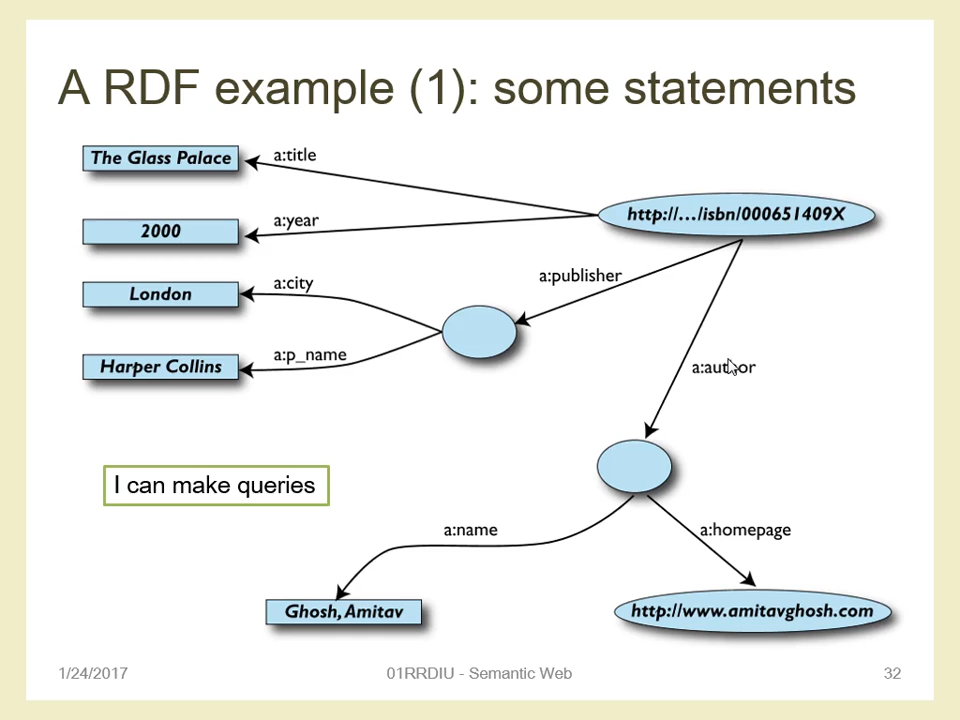 A RDF example (1): some statements
The Glass Palace
a:title
http://.../isbn/000651409X
2000
a:year
a:publisher
London
a:city
Harper Collins
a:p_name
a:author
I can make queries
a:name
a:homepage
Ghosh, Amitav
http://www.amitavghosh.com
1/24/2017
01RRDIU - Semantic Web
32